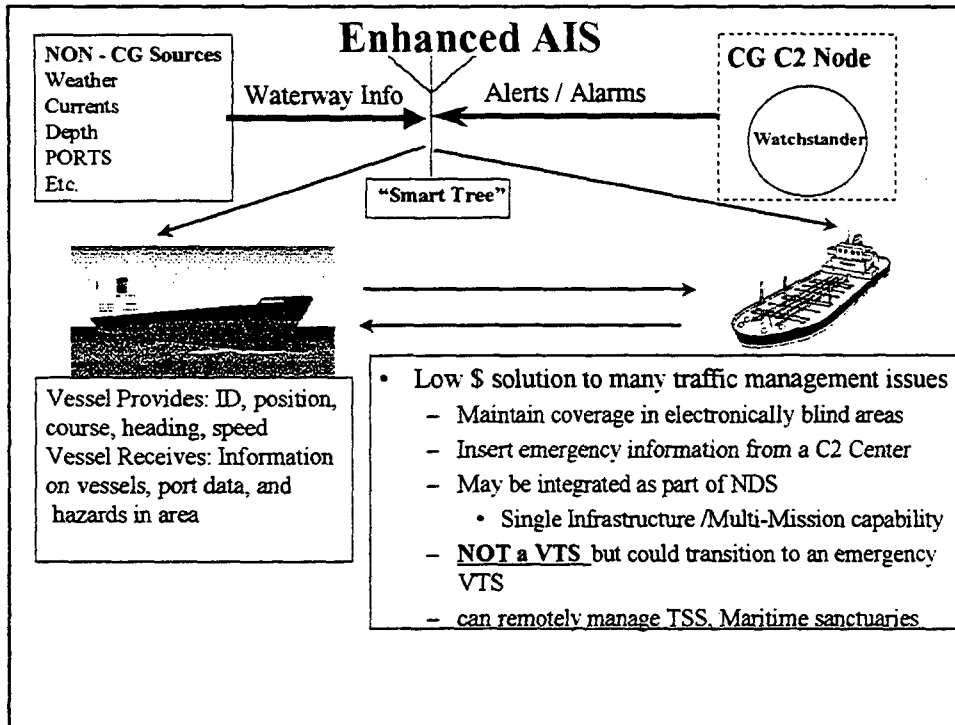 Enhanced AIS
NON - CG Sources
Weather
Currents
Depth
PORTS
Etc.
Waterway Info
Alerts / Alarms
CG C2 Node
Watchstander
“Smart Tree”
Vessel Provides: ID, position,
course, heading, speed
Vessel Receives: Information
on vessels, port data, and
hazards in area
• Low $ solution to many traffic management issues
– Maintain coverage in electronically blind areas
– Insert emergency information from a C2 Center
– May be integrated as part of NDS
• Single Infrastructure /Multi-Mission capability
– NOT a VTS but could transition to an emergency
VTS
– can remotely manage TSS, Maritime sanctuaries